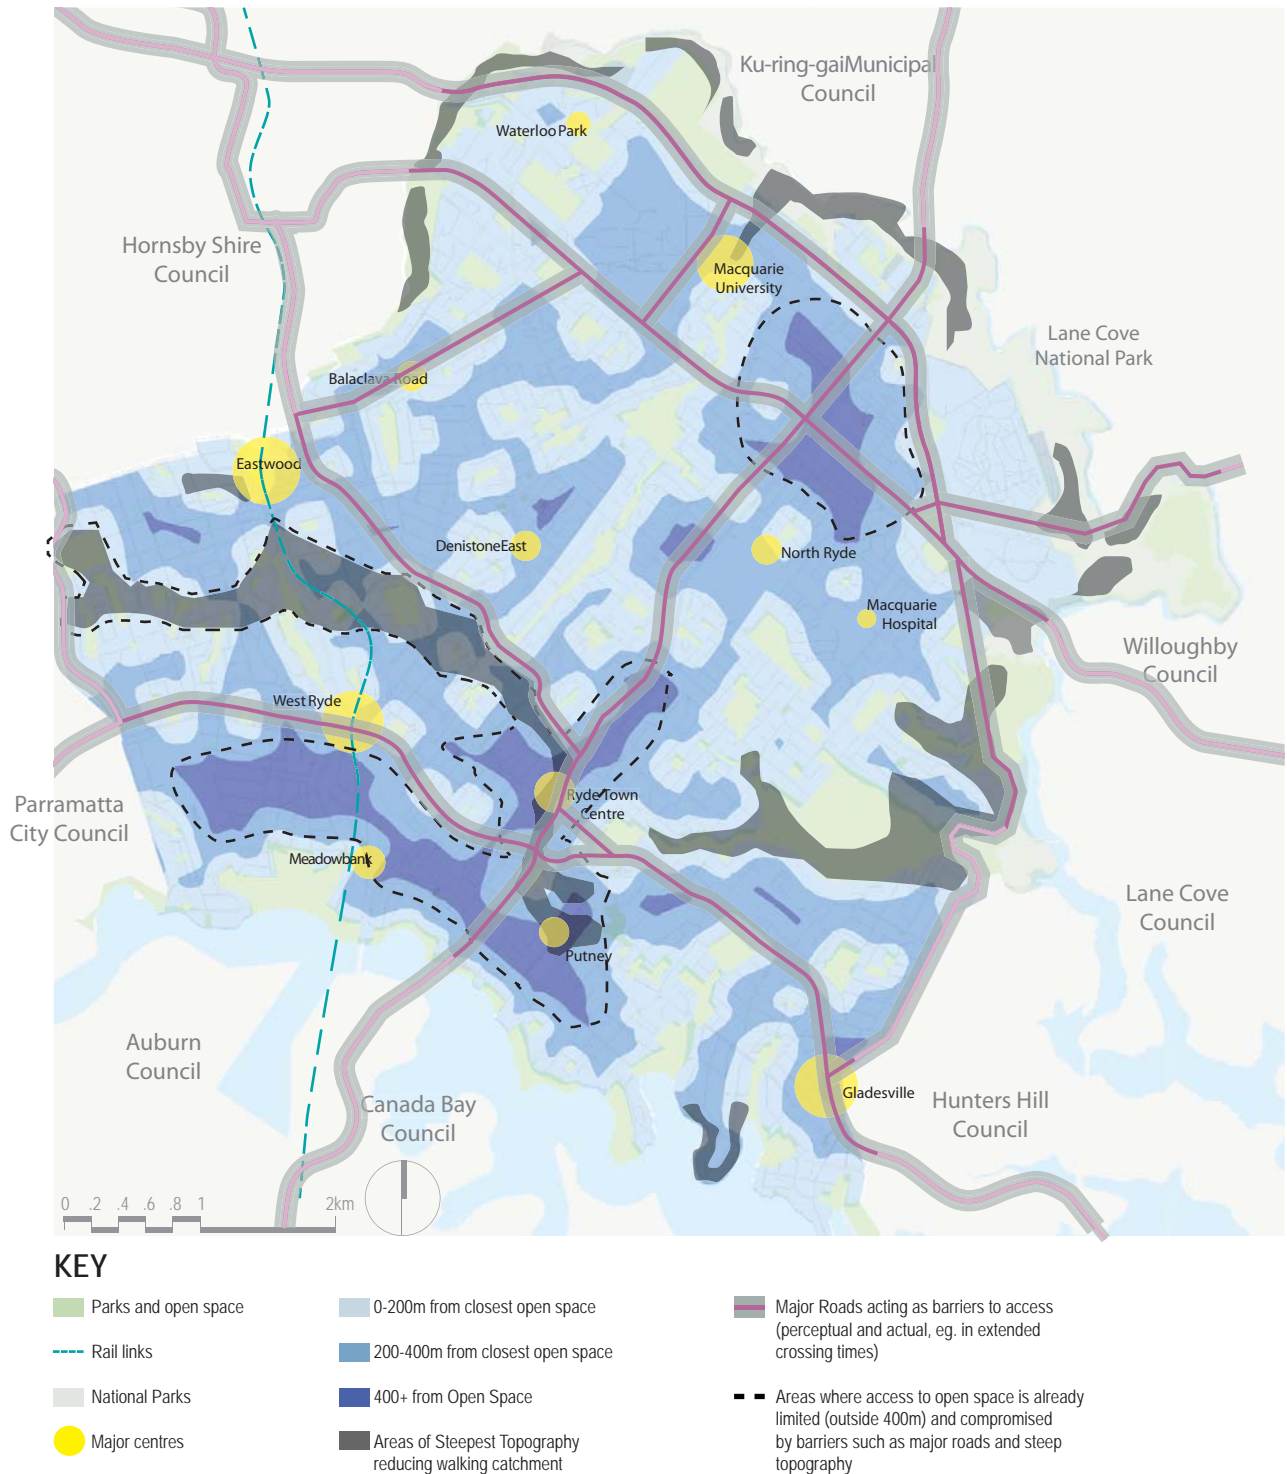 Ku-ring-gaiMunicipal
Council
Waterloo Park
Hornsby Shire
Council
Macquarie
University
Lane Cove
National Park
Balaclava Road
Eastwood
DenistoneEast
North Ryde
Macquarie
Hospital
Willoughby
Council
West Ryde
Parramatta
City Council
Ryde Town
Centre
Meadowbank
Lane Cove
Council
Putney
Auburn
Council
Gladesville
Canada Bay
Council
Hunters Hill
Council
0 .2 .4 .6 .8 1 2km
KEY
Parks and open space
Rail links
National Parks
Major centres
0-200m from closest open space
200-400m from closest open space
400+ from Open Space
Areas of Steepest Topography
reducing walking catchment
Major Roads acting as barriers to access
(perceptual and actual, eg. in extended
crossing times)
Areas where access to open space is already
limited (outside 400m) and compromised
by barriers such as major roads and steep
topography